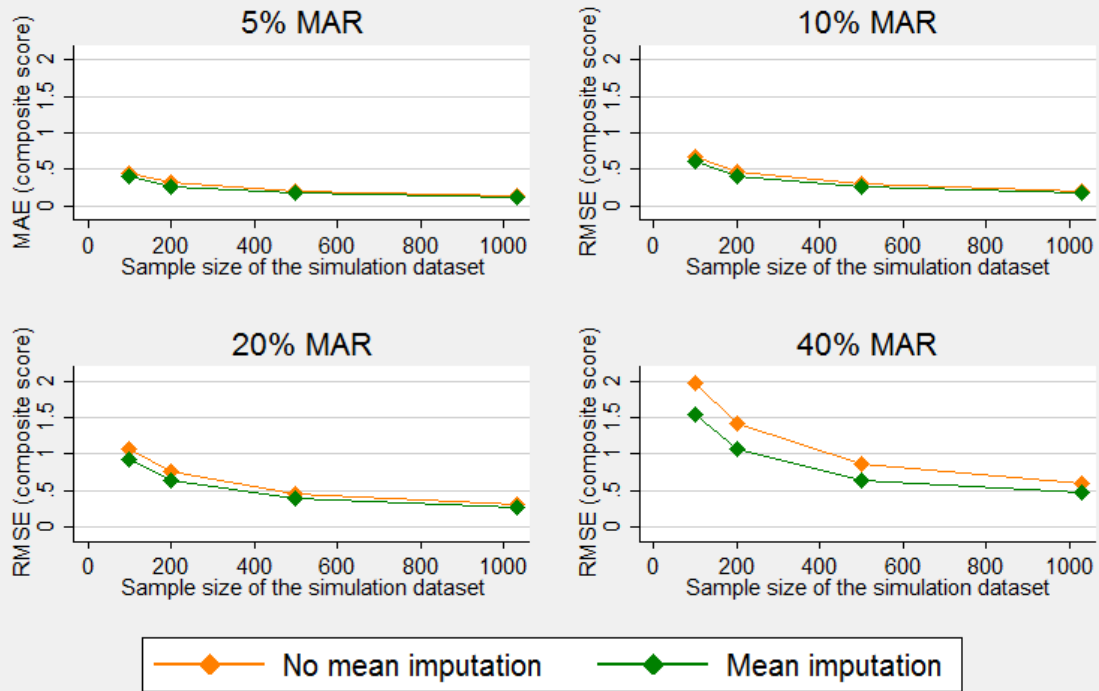 5% MAR
MAE (composite score)
2
1.5
1
.5
0
0 200 400 600 800 1000
Sample size of the simulation dataset
10% MAR
RMSE (composite score)
2
1.5
1
.5
0
0 200 400 600 800 1000
Sample size of the simulation dataset
20% MAR
RMSE (composite score)
2
1.5
1
.5
0
0 200 400 600 800 1000
Sample size of the simulation dataset
40% MAR
RMSE (composite score)
2
1.5
1
.5
0
0 200 400 600 800 1000
Sample size of the simulation dataset
No mean imputation Mean imputation